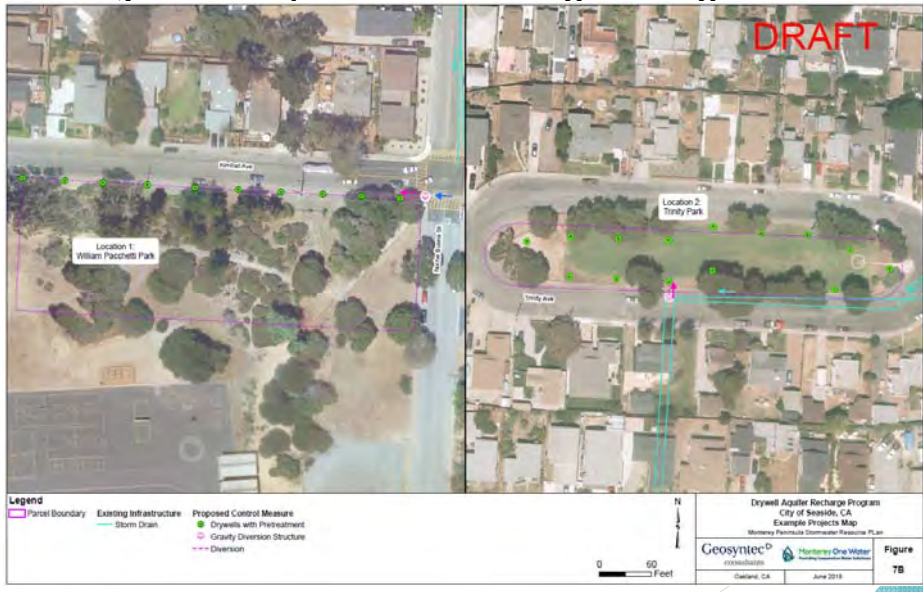 DRAFT
Kimball Ave
Location 1:
William Pacchetti Park
Noche Buena St
Location 2:
Trinity Park
Trinity Ave
Legend
Parcel Boundary
Existing Infrastructure
Storm Drain
Proposed Control Measure
Drywells with Pretreatment
Gravity Diversion Structure
Diversion
N
0 60
Feet
Drywell Aquifer Recharge Program
City of Seaside, CA
Example Projects Map
Monterey Peninsula Stormwater Resource PLan
Geosyntec
consultants
Monterey One Water
Oakland, CA
June 2018
Figure
7B